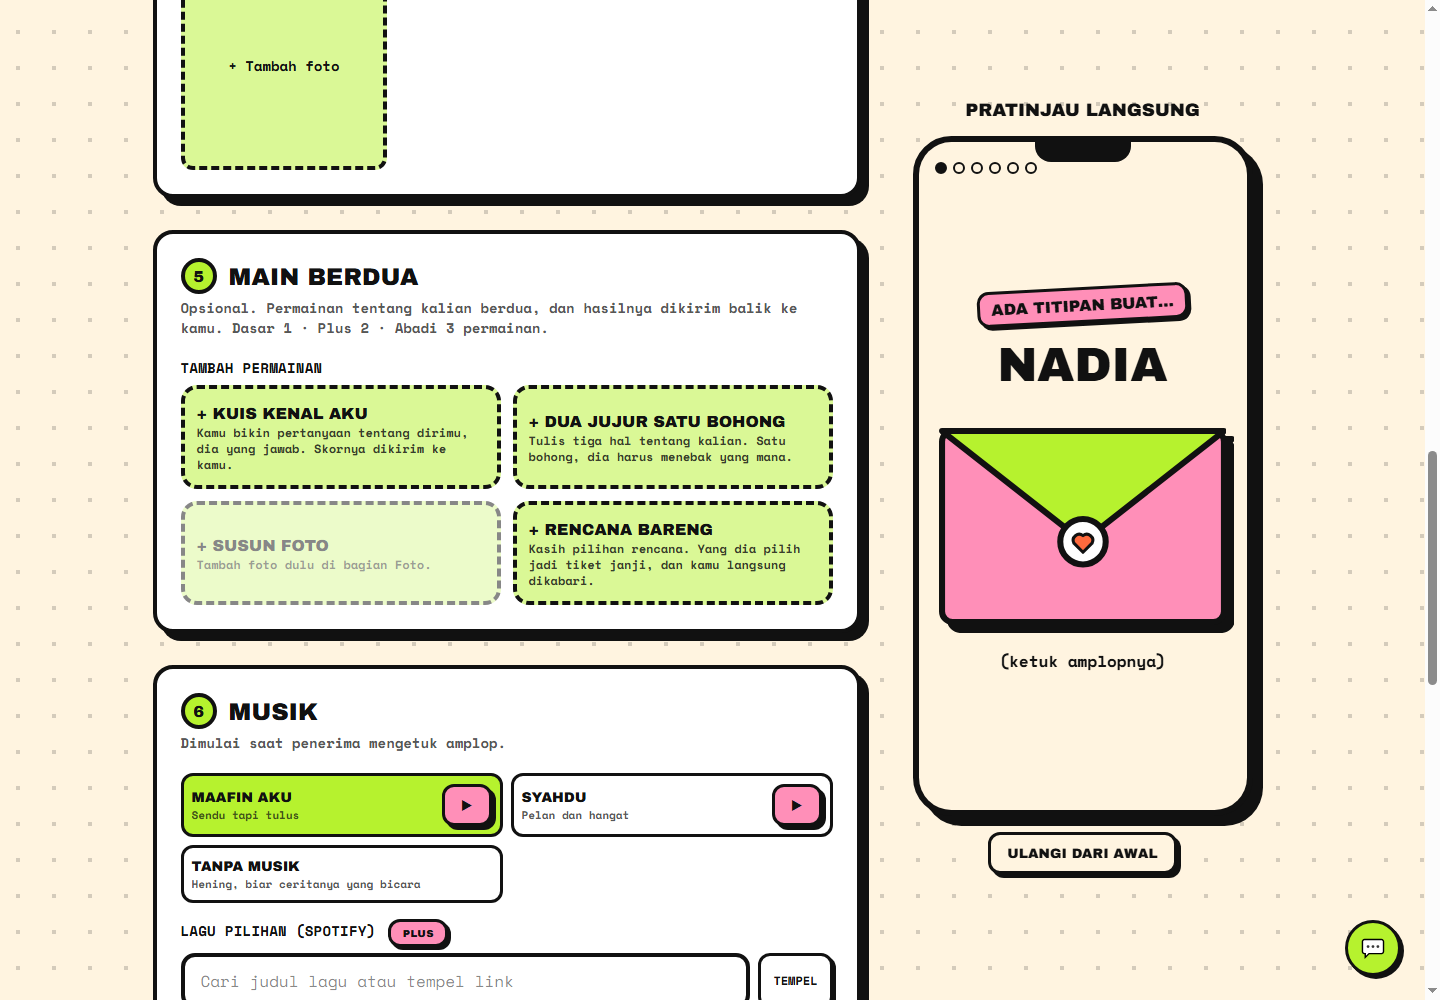 + Tambah foto
5 MAIN BERDUA
Opsional. Permainan tentang kalian berdua, dan hasilnya dikirim balik ke
kamu. Dasar 1 · Plus 2 · Abadi 3 permainan.
TAMBAH PERMAINAN
+ KUIS KENAL AKU
Kamu bikin pertanyaan tentang dirimu,
dia yang jawab. Skornya dikirim ke
kamu.
+ DUA JUJUR SATU BOHONG
Tulis tiga hal tentang kalian. Satu
bohong, dia harus menebak yang mana.
+ SUSUN FOTO
Tambah foto dulu di bagian Foto.
+ RENCANA BARENG
Kasih pilihan rencana. Yang dia pilih
jadi tiket janji, dan kamu langsung
dikabari.
6 MUSIK
Dimulai saat penerima mengetuk amplop.
MAAFIN AKU
Sendu tapi tulus
SYAHDU
Pelan dan hangat
TANPA MUSIK
Hening, biar ceritanya yang bicara
LAGU PILIHAN (SPOTIFY) PLUS
Cari judul lagu atau tempel link
TEMPEL
PRATINJAU LANGSUNG
ADA TITIPAN BUAT...
NADIA
(ketuk amplopnya)
ULANGI DARI AWAL